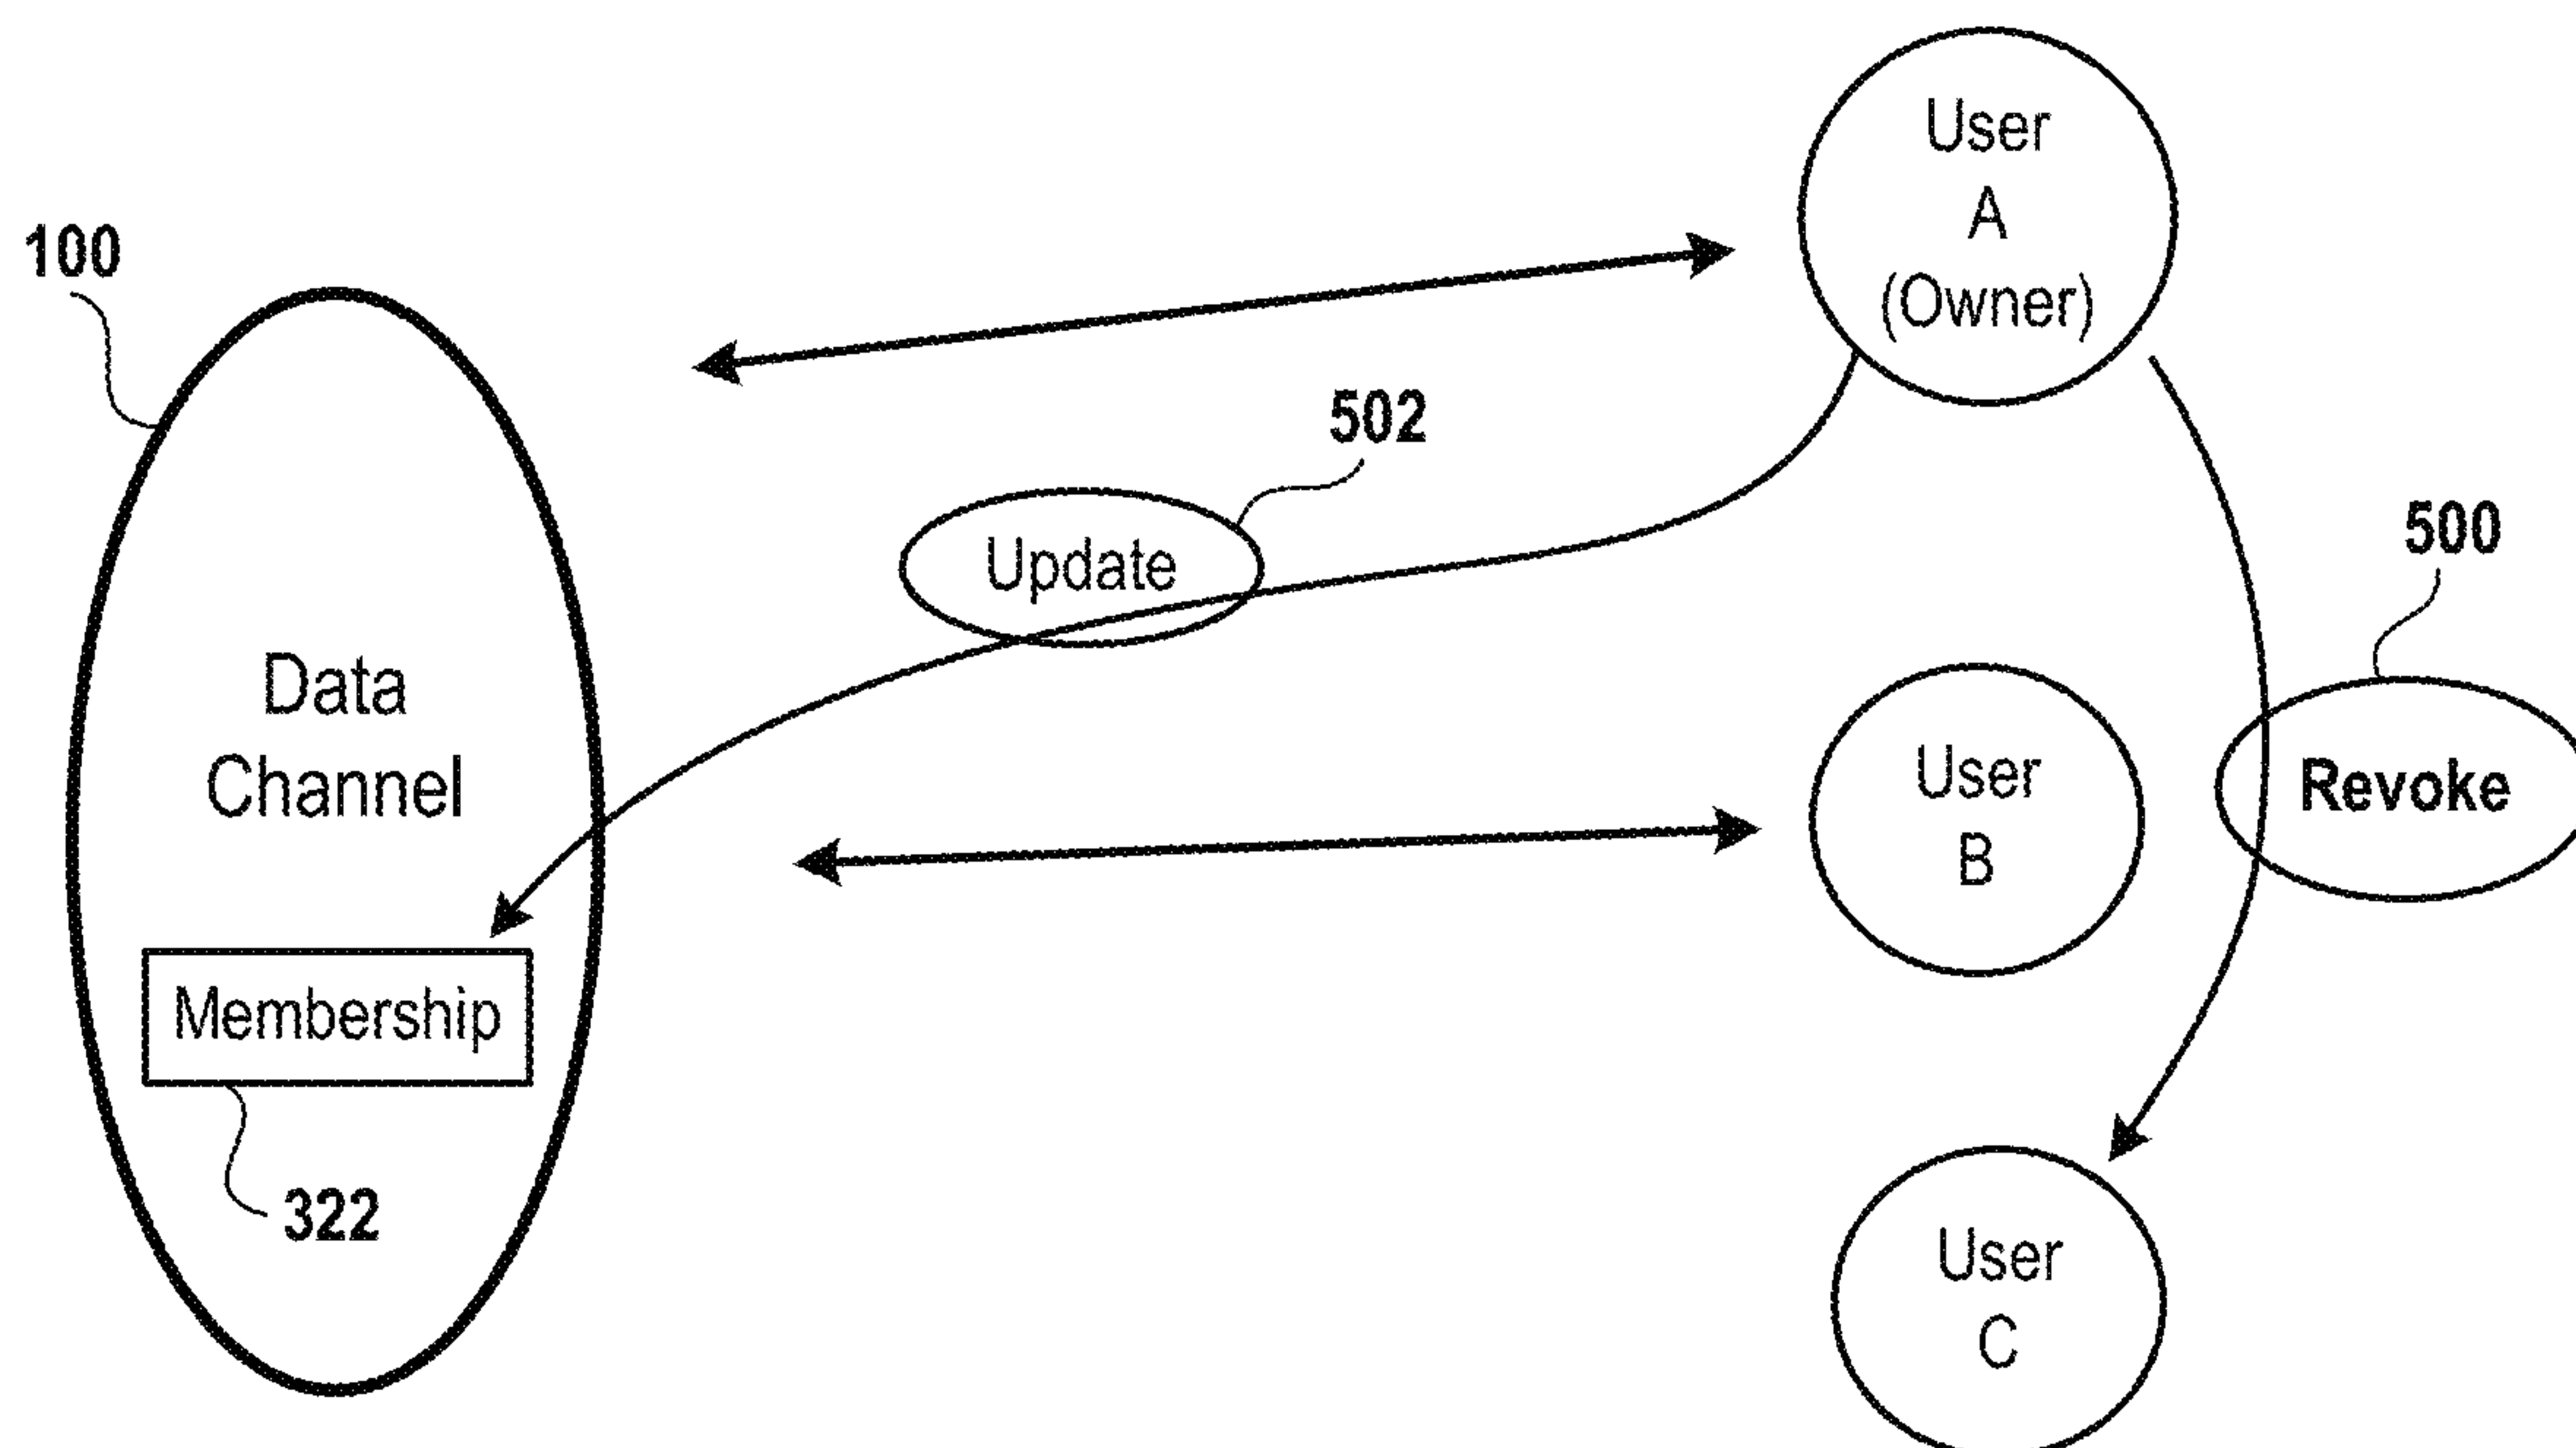 User
A
(Owner)
100
502
Update
500
Data
Channel
User
B
Revoke
Membership
322
User
C